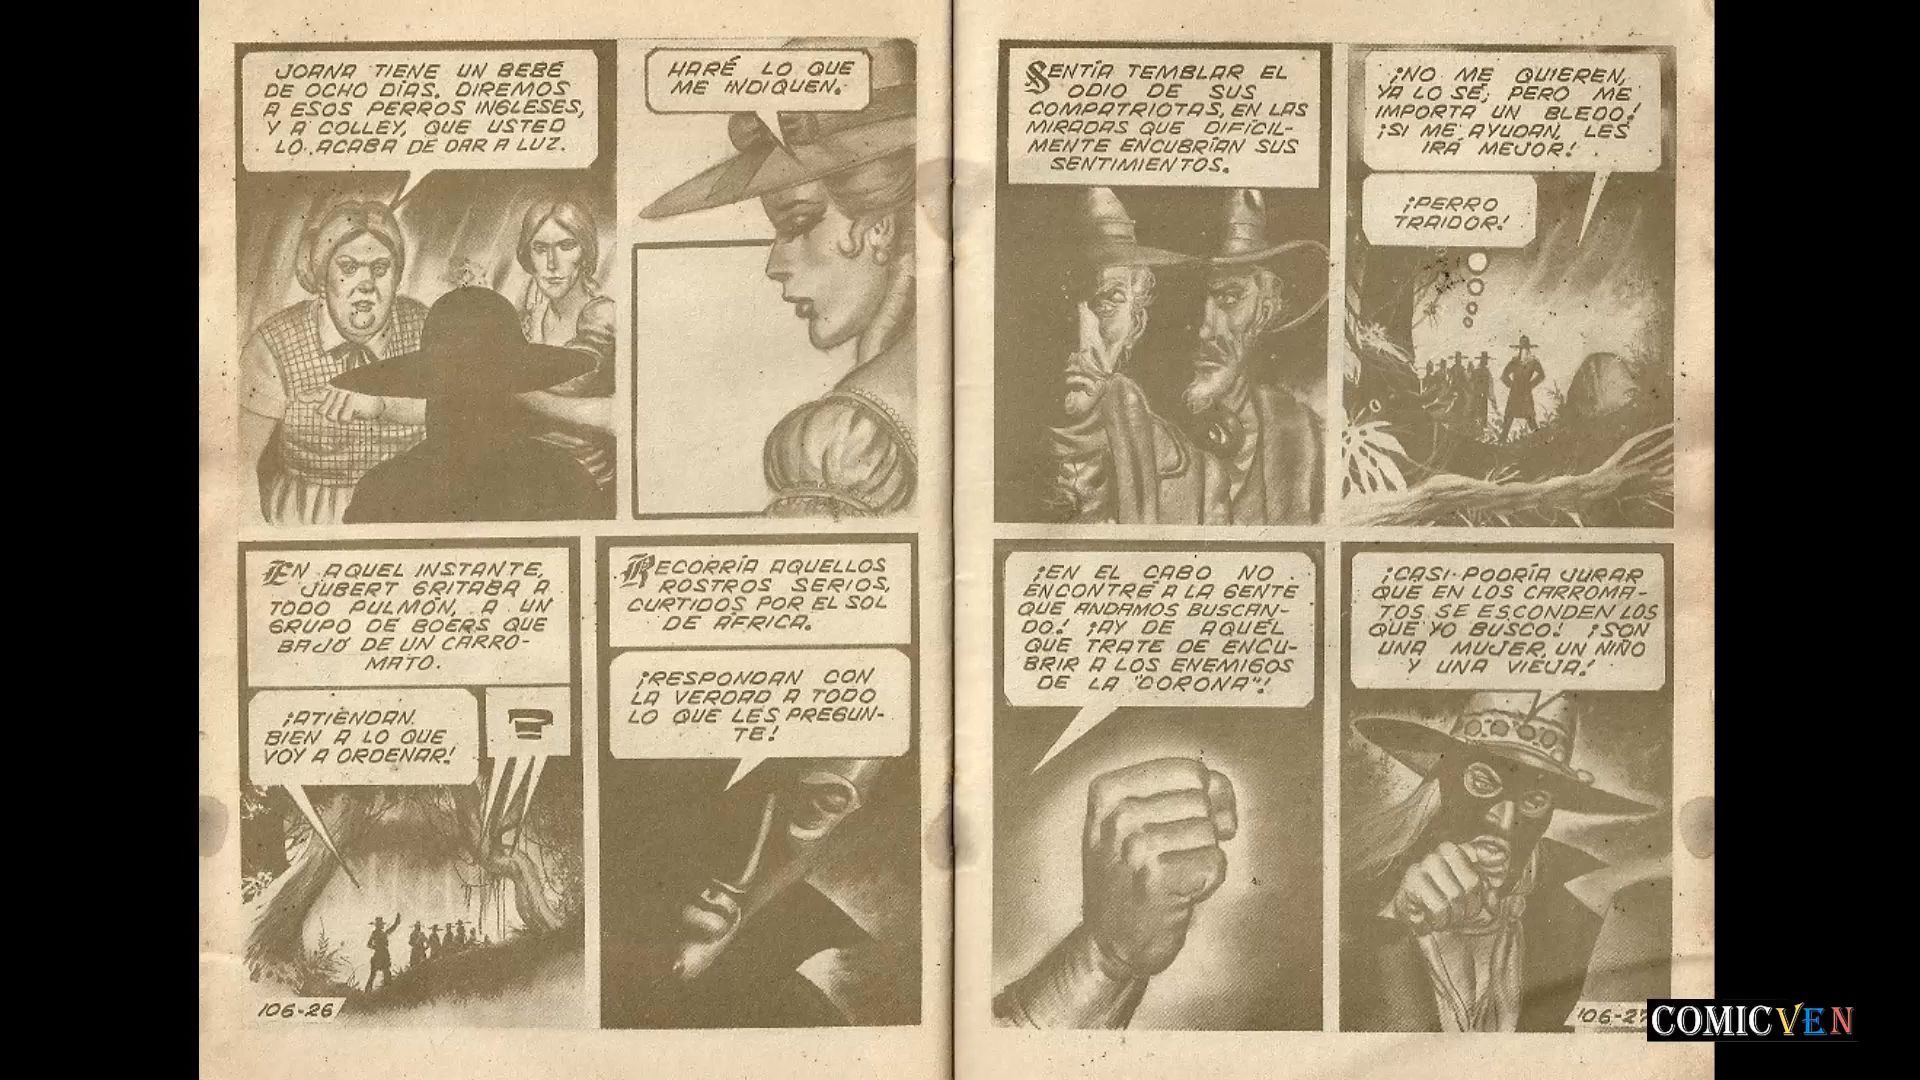 JOANA TIENE UN BEBÉ
DE OCHO DÍAS. DIREMOS
A ESOS PERROS INGLESES,
Y A COLLEY, QUE USTED
LO ACABA DE DAR A LUZ.
HARÉ LO QUE
ME INDIQUEN.
EN AQUEL INSTANTE,
JUBERT GRITABA A
TODO PULMÓN, A UN
GRUPO DE BOERS QUE
BAJÓ DE UN CARRO-
MATO.
¡ATIENDAN
BIEN A LO QUE
VOY A ORDENAR!
RECORRÍA AQUELLOS
ROSTROS SERIOS,
CURTIDOS POR EL SOL
DE AFRICA.
¡RESPONDAN CON
LA VERDAD A TODO
LO QUE LES PREGUN-
TE!
106-26
SENTÍA TEMBLAR EL
ODIO DE SUS
COMPATRIOTAS, EN LAS
MIRADAS QUE DIFÍCIL-
MENTE ENCUBRÍAN SUS
SENTIMIENTOS.
¡NO ME QUIEREN,
YA LO SÉ, PERO ME
IMPORTA UN BLEDO!
¡SI ME AYUDAN, LES
IRÁ MEJOR!
¡PERRO
TRAIDOR!
¡EN EL CABO NO
ENCONTRÉ A LA GENTE
QUE ANDAMOS BUSCAN-
DO! ¡AY DE AQUEL
QUE TRATE DE ENCU-
BRIR A LOS ENEMIGOS
DE LA "CORONA"!
¡CASI PODRÍA JURAR
QUE EN LOS CARROMA-
TOS SE ESCONDEN LOS
QUE YO BUSCO! ¡SON
UNA MUJER, UN NIÑO
Y UNA VIEJA!
106-27
COMICVEN